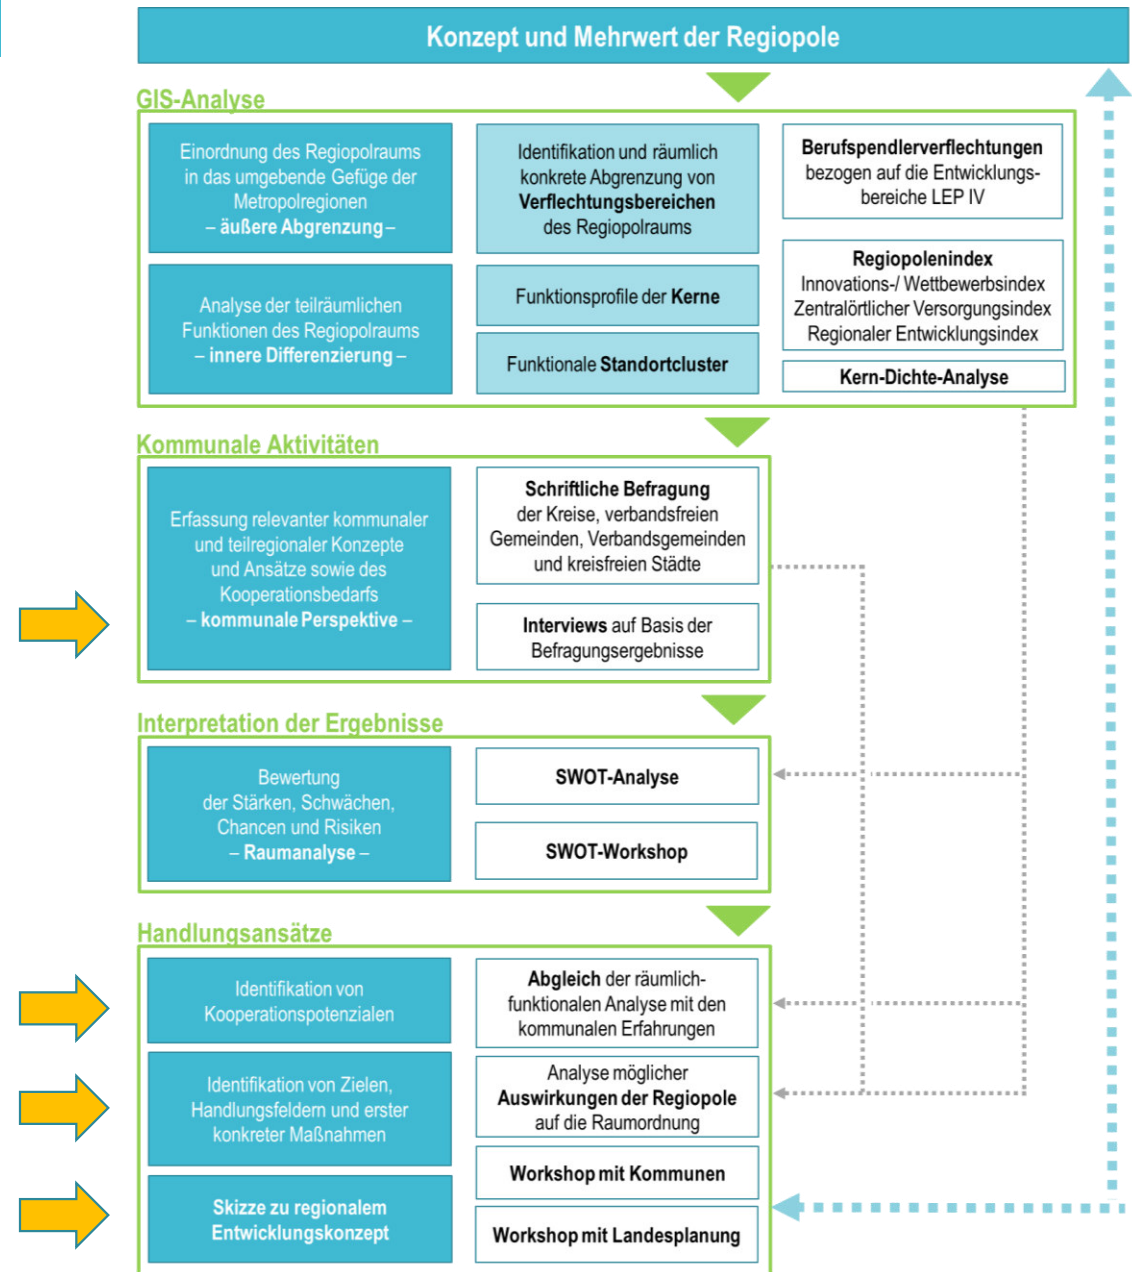 Konzept und Mehrwert der Regiopole
GIS-Analyse
Einordnung des Regiopolraums
in das umgebende Gefüge der
Metropolregionen
– äußere Abgrenzung –
Analyse der teilräumlichen
Funktionen des Regiopolraums
– innere Differenzierung –
Identifikation und räumlich
konkrete Abgrenzung von
Verflechtungsbereichen
des Regiopolraums
Funktionsprofile der Kerne
Funktionale Standortcluster
Berufspendlerverflechtungen
bezogen auf die Entwicklungs-
bereiche LEP IV
Regiopolenindex
Innovations-/ Wettbewerbsindex
Zentralörtlicher Versorgungsindex
Regionaler Entwicklungsindex
Kern-Dichte-Analyse
Kommunale Aktivitäten
Erfassung relevanter kommunaler
und teilregionaler Konzepte
und Ansätze sowie des
Kooperationsbedarfs
– kommunale Perspektive –
Schriftliche Befragung
der Kreise, verbandsfreien
Gemeinden, Verbandsgemeinden
und kreisfreien Städte
Interviews auf Basis der
Befragungsergebnisse
Interpretation der Ergebnisse
Bewertung
der Stärken, Schwächen,
Chancen und Risiken
– Raumanalyse –
SWOT-Analyse
SWOT-Workshop
Handlungsansätze
Identifikation von
Kooperationspotenzialen
Identifikation von Zielen,
Handlungsfeldern und erster
konkreter Maßnahmen
Skizze zu regionalem
Entwicklungskonzept
Abgleich der räumlich-
funktionalen Analyse mit den
kommunalen Erfahrungen
Analyse möglicher
Auswirkungen der Regiopole
auf die Raumordnung
Workshop mit Kommunen
Workshop mit Landesplanung